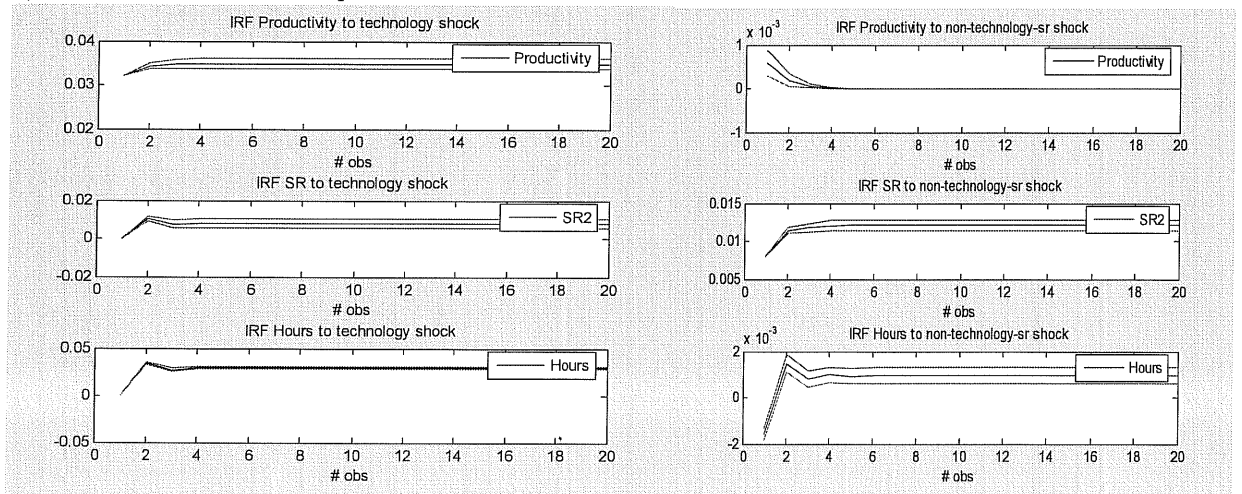 IRF Productivity to technology shock
0.04
0.03
0.02
Productivity
0 2 4 6 8 10 12 14 16 18 20
# obs
IRF SR to technology shock
0.02
0
-0.02
SR2
0 2 4 6 8 10 12 14 16 18 20
# obs
IRF Hours to technology shock
0.05
0
-0.05
Hours
0 2 4 6 8 10 12 14 16 18 20
# obs
IRF Productivity to non-technology-sr shock
x 10-3
1
0
-1
Productivity
0 2 4 6 8 10 12 14 16 18 20
# obs
IRF SR to non-technology-sr shock
0.015
0.01
0.005
SR2
0 2 4 6 8 10 12 14 16 18 20
# obs
IRF Hours to non-technology-sr shock
x 10-3
2
0
-2
Hours
0 2 4 6 8 10 12 14 16 18 20
# obs